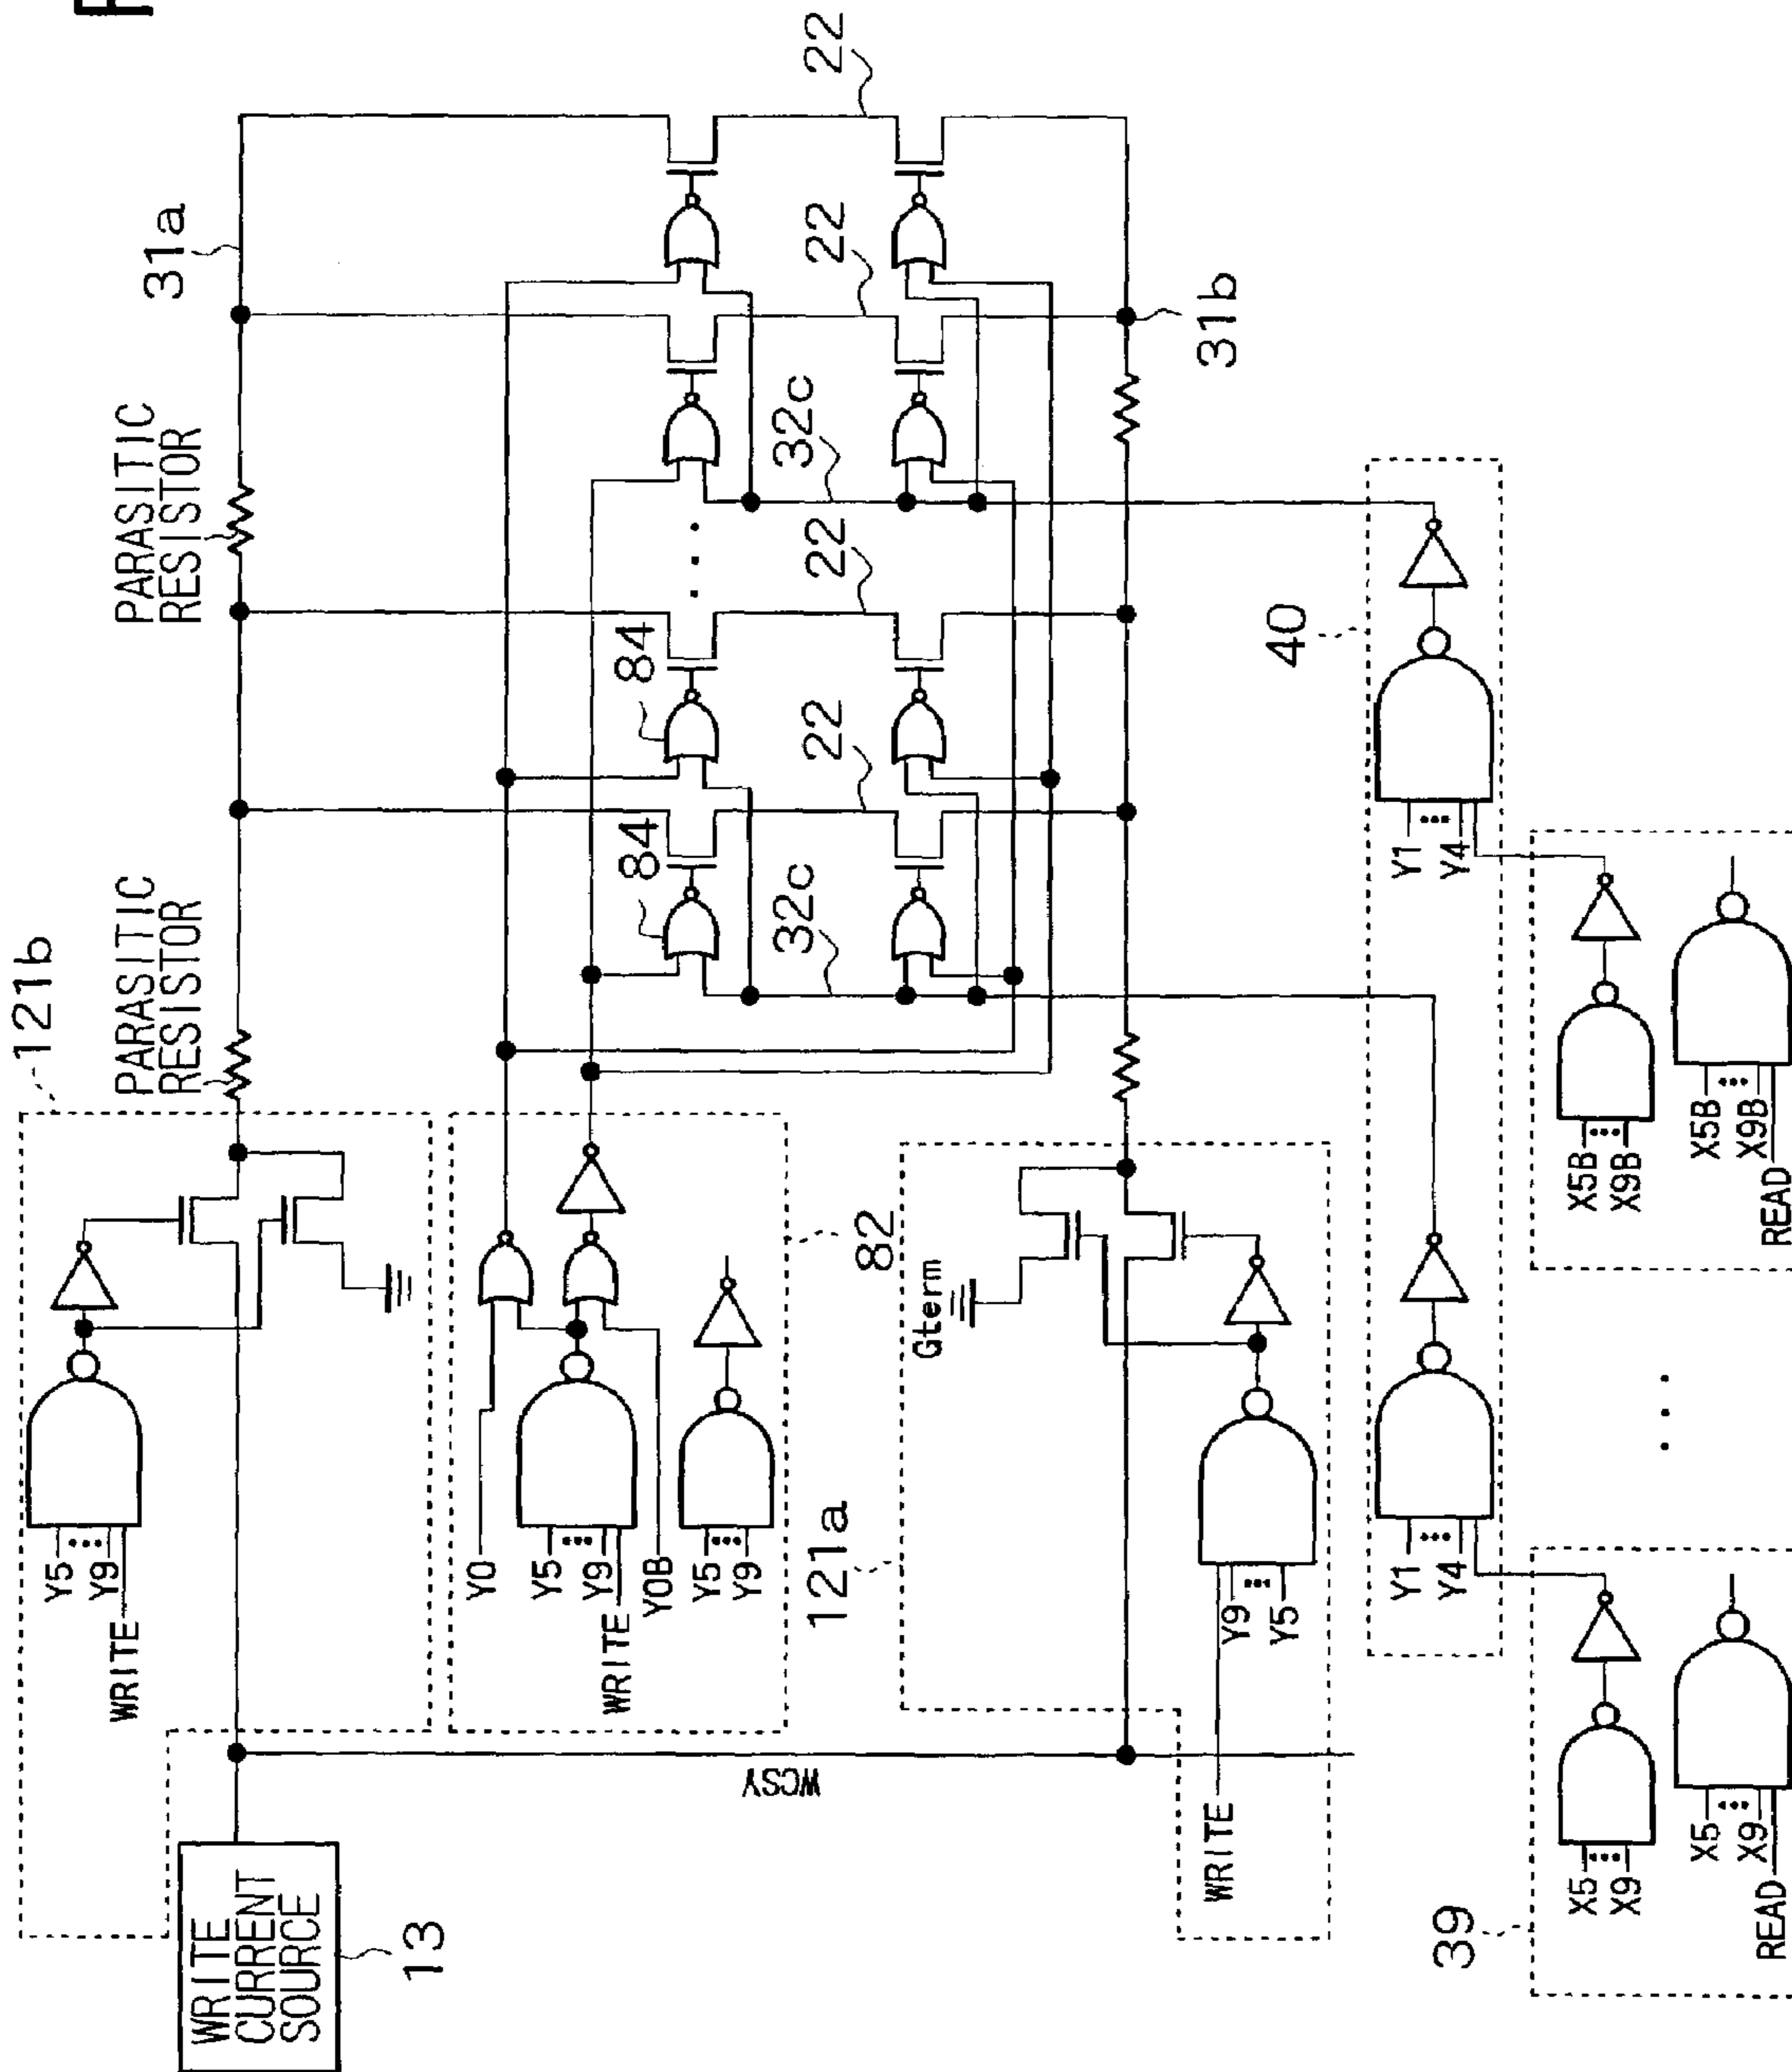 F
121b
PARASITIC
RESISTOR
PARASITIC
RESISTOR
31a
22
Y5
Y9
WRITE
WRITE
CURRENT
SOURCE
13
WCSY
Y0
Y5
Y9
WRITE
Y0B
Y5
Y9
82
84
84
22
22
22
32c
32c
31b
121a
Gterm
WRITE
Y9
Y5
40
Y1
Y4
Y1
Y4
39
X5
X9
X5
X9
READ
X5B
X9B
X5B
X9B
READ